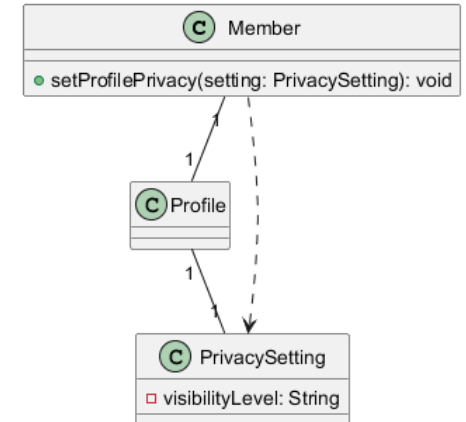 C Member
setProfilePrivacy(setting: PrivacySetting): void
1
1
C Profile
1
1
C PrivacySetting
visibilityLevel: String